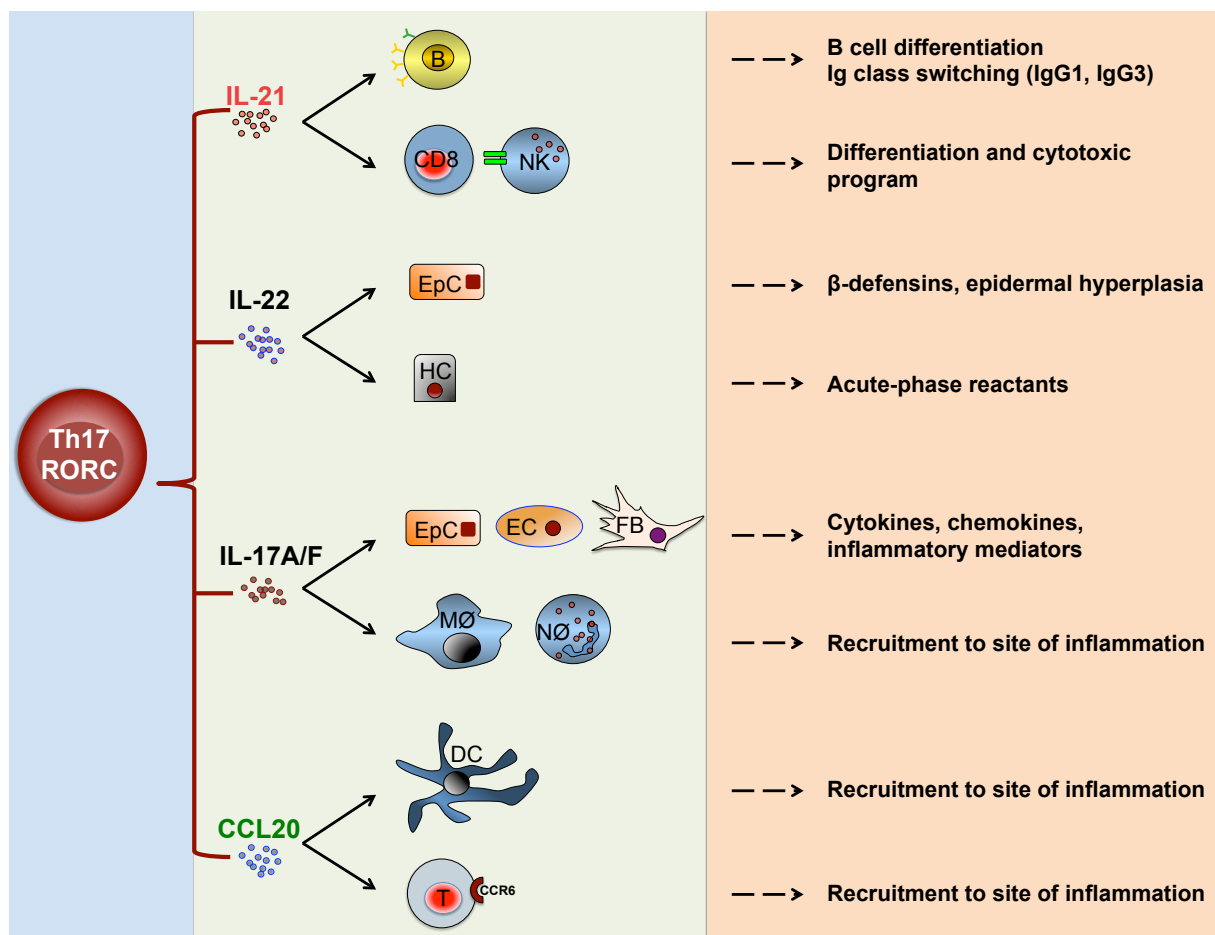 Th17
RORC
IL-21
B
B cell differentiation
Ig class switching (IgG1, IgG3)
CD8
NK
Differentiation and cytotoxic
program
IL-22
EpC
β-defensins, epidermal hyperplasia
HC
Acute-phase reactants
IL-17A/F
EpC
EC
FB
Cytokines, chemokines,
inflammatory mediators
MØ
NØ
Recruitment to site of inflammation
CCL20
DC
Recruitment to site of inflammation
T
CCR6
Recruitment to site of inflammation